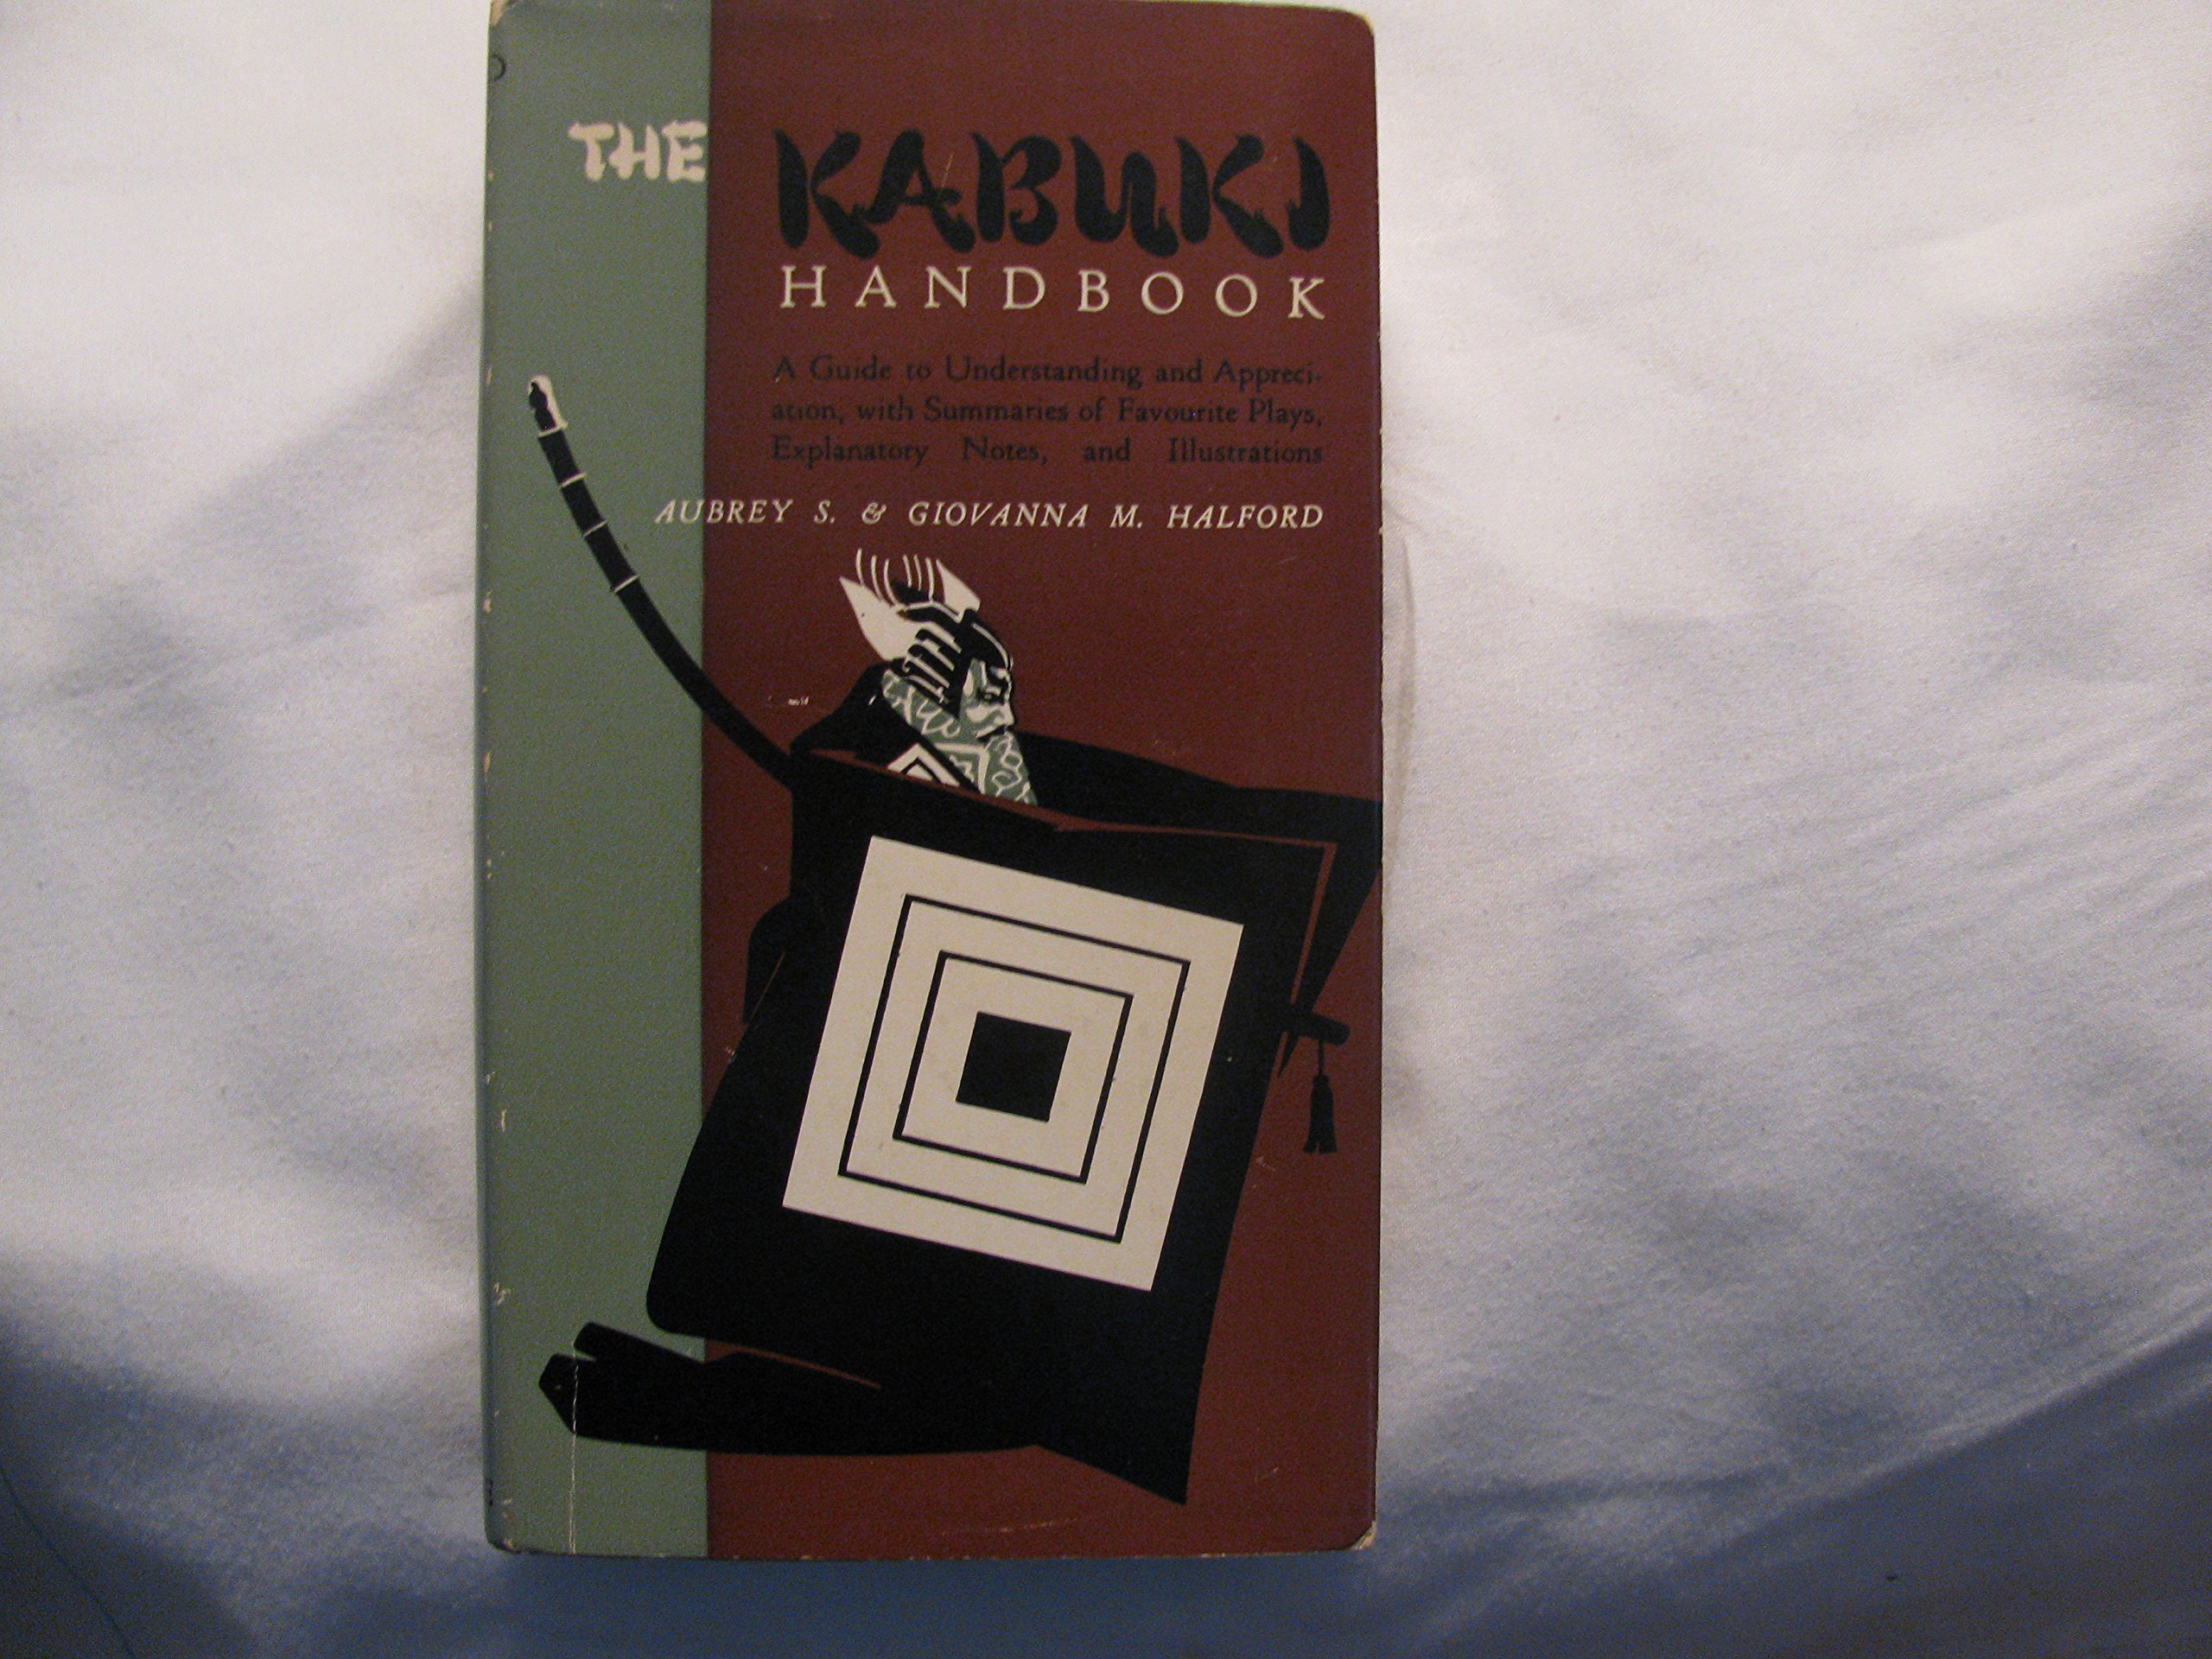 THE KABUKI
HANDBOOK
A Guide to Understanding and Appreci-
ation, with Summaries of Favourite Plays,
Explanatory Notes, and Illustrations
AUBREY S. & GIOVANNA M. HALFORD